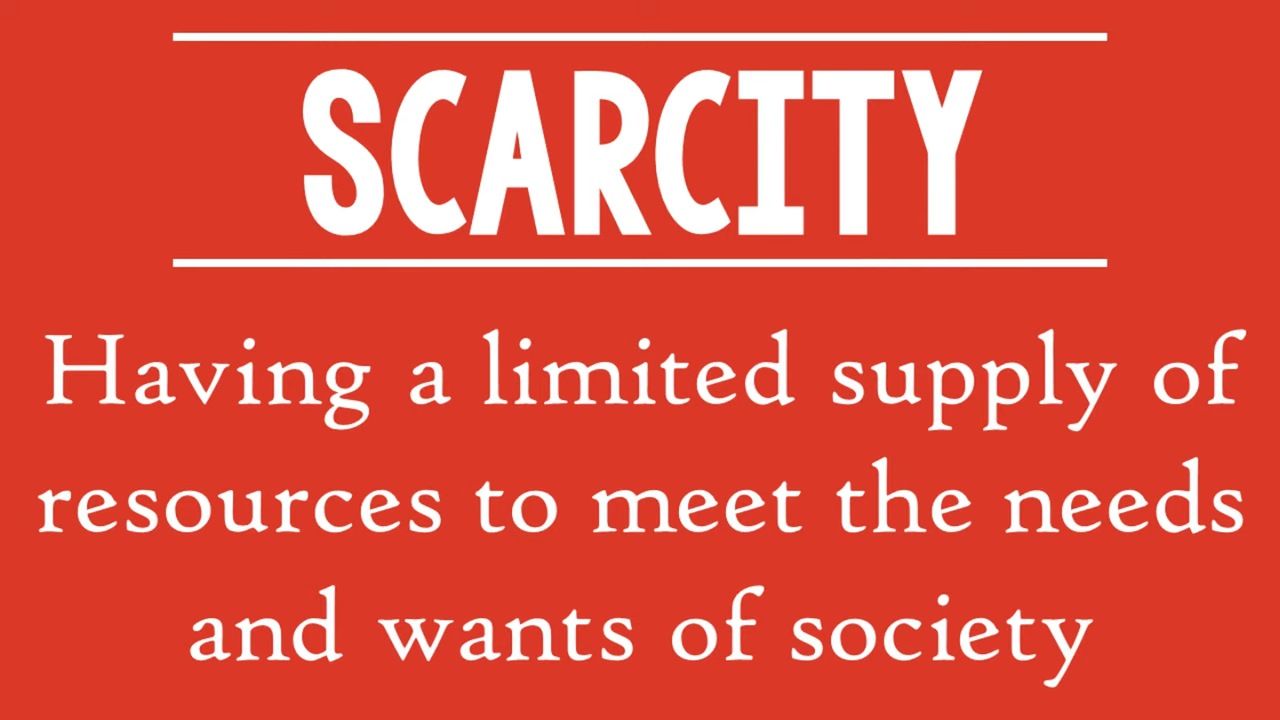 SCARCITY
Having a limited supply of
resources to meet the needs
and wants of society